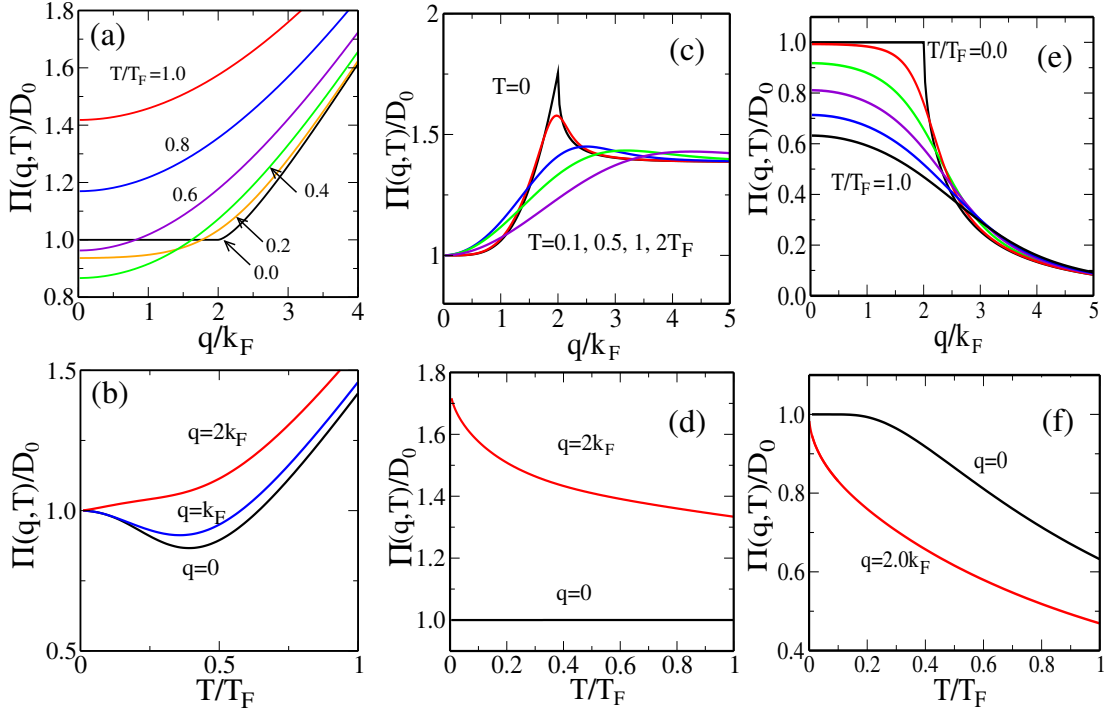 (a)
T/T_F=1.0
0.8
0.6
0.4
0.2
0.0
Π(q,T)/D_0
1.8
1.6
1.4
1.2
1.0
0.8
0 1 2 3 4
q/k_F
(c)
T=0
T=0.1, 0.5, 1, 2T_F
Π(q,T)/D_0
2
1.5
1
0 1 2 3 4 5
q/k_F
(e)
T/T_F=0.0
T/T_F=1.0
Π(q,T)/D_0
1.0
0.8
0.6
0.4
0.2
0.0
0 1 2 3 4 5
q/k_F
(b)
q=2k_F
q=k_F
q=0
Π(q,T)/D_0
1.5
1.0
0.5
0 0.5 1
T/T_F
(d)
q=2k_F
q=0
Π(q,T)/D_0
1.8
1.6
1.4
1.2
1.0
0 0.2 0.4 0.6 0.8 1
T/T_F
(f)
q=0
q=2.0k_F
Π(q,T)/D_0
1.0
0.8
0.6
0.4
0 0.2 0.4 0.6 0.8 1
T/T_F